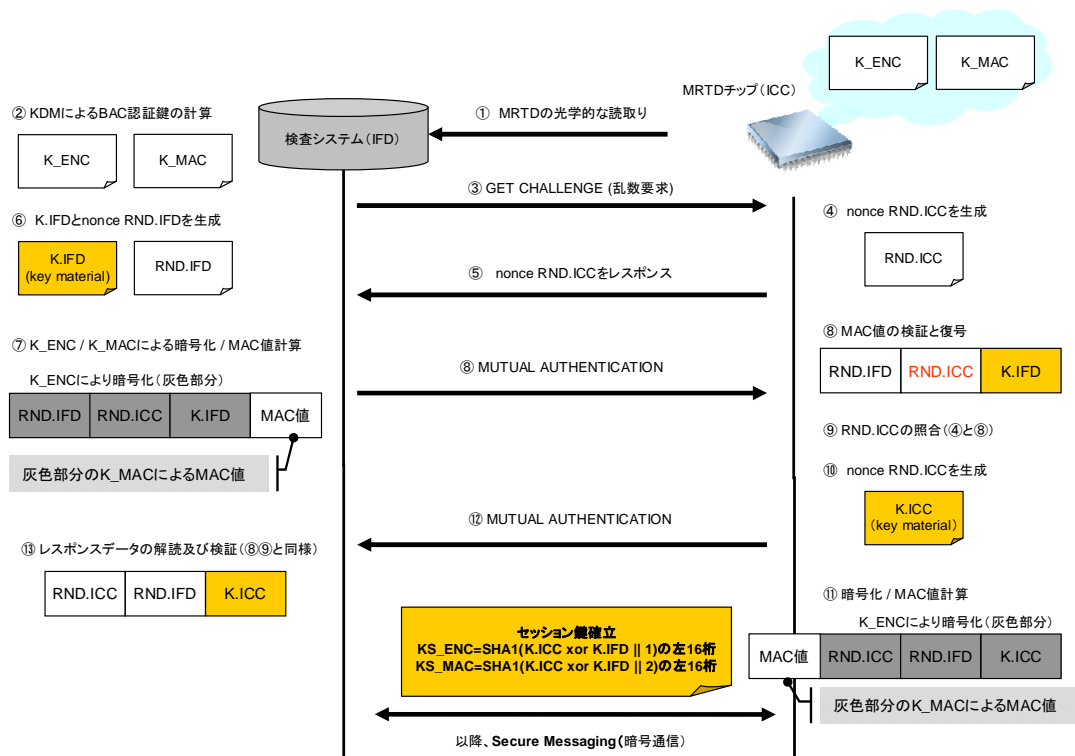 K_ENC
K_MAC
MRTDチップ(ICC)
① MRTDの光学的な読取り
② KDMによるBAC認証鍵の計算
K_ENC
K_MAC
検査システム(IFD)
③ GET CHALLENGE (乱数要求)
④ nonce RND.ICCを生成
RND.ICC
⑥ K.IFDとnonce RND.IFDを生成
K.IFD
(key material)
RND.IFD
⑤ nonce RND.ICCをレスポンス
⑦ K_ENC / K_MACによる暗号化 / MAC値計算
K_ENCにより暗号化(灰色部分)
RND.IFD RND.ICC K.IFD MAC値
灰色部分のK_MACによるMAC値
⑧ MUTUAL AUTHENTICATION
⑧ MAC値の検証と復号
RND.IFD RND.ICC K.IFD
⑨ RND.ICCの照合(④と⑧)
⑩ nonce RND.ICCを生成
K.ICC
(key material)
⑫ MUTUAL AUTHENTICATION
⑬ レスポンスデータの解読及び検証(⑧⑨と同様)
RND.ICC RND.IFD K.ICC
⑪ 暗号化 / MAC値計算
K_ENCにより暗号化(灰色部分)
MAC値 RND.ICC RND.IFD K.ICC
灰色部分のK_MACによるMAC値
セッション鍵確立
KS_ENC=SHA1(K.ICC xor K.IFD || 1)の左16桁
KS_MAC=SHA1(K.ICC xor K.IFD || 2)の左16桁
以降、Secure Messaging(暗号通信)